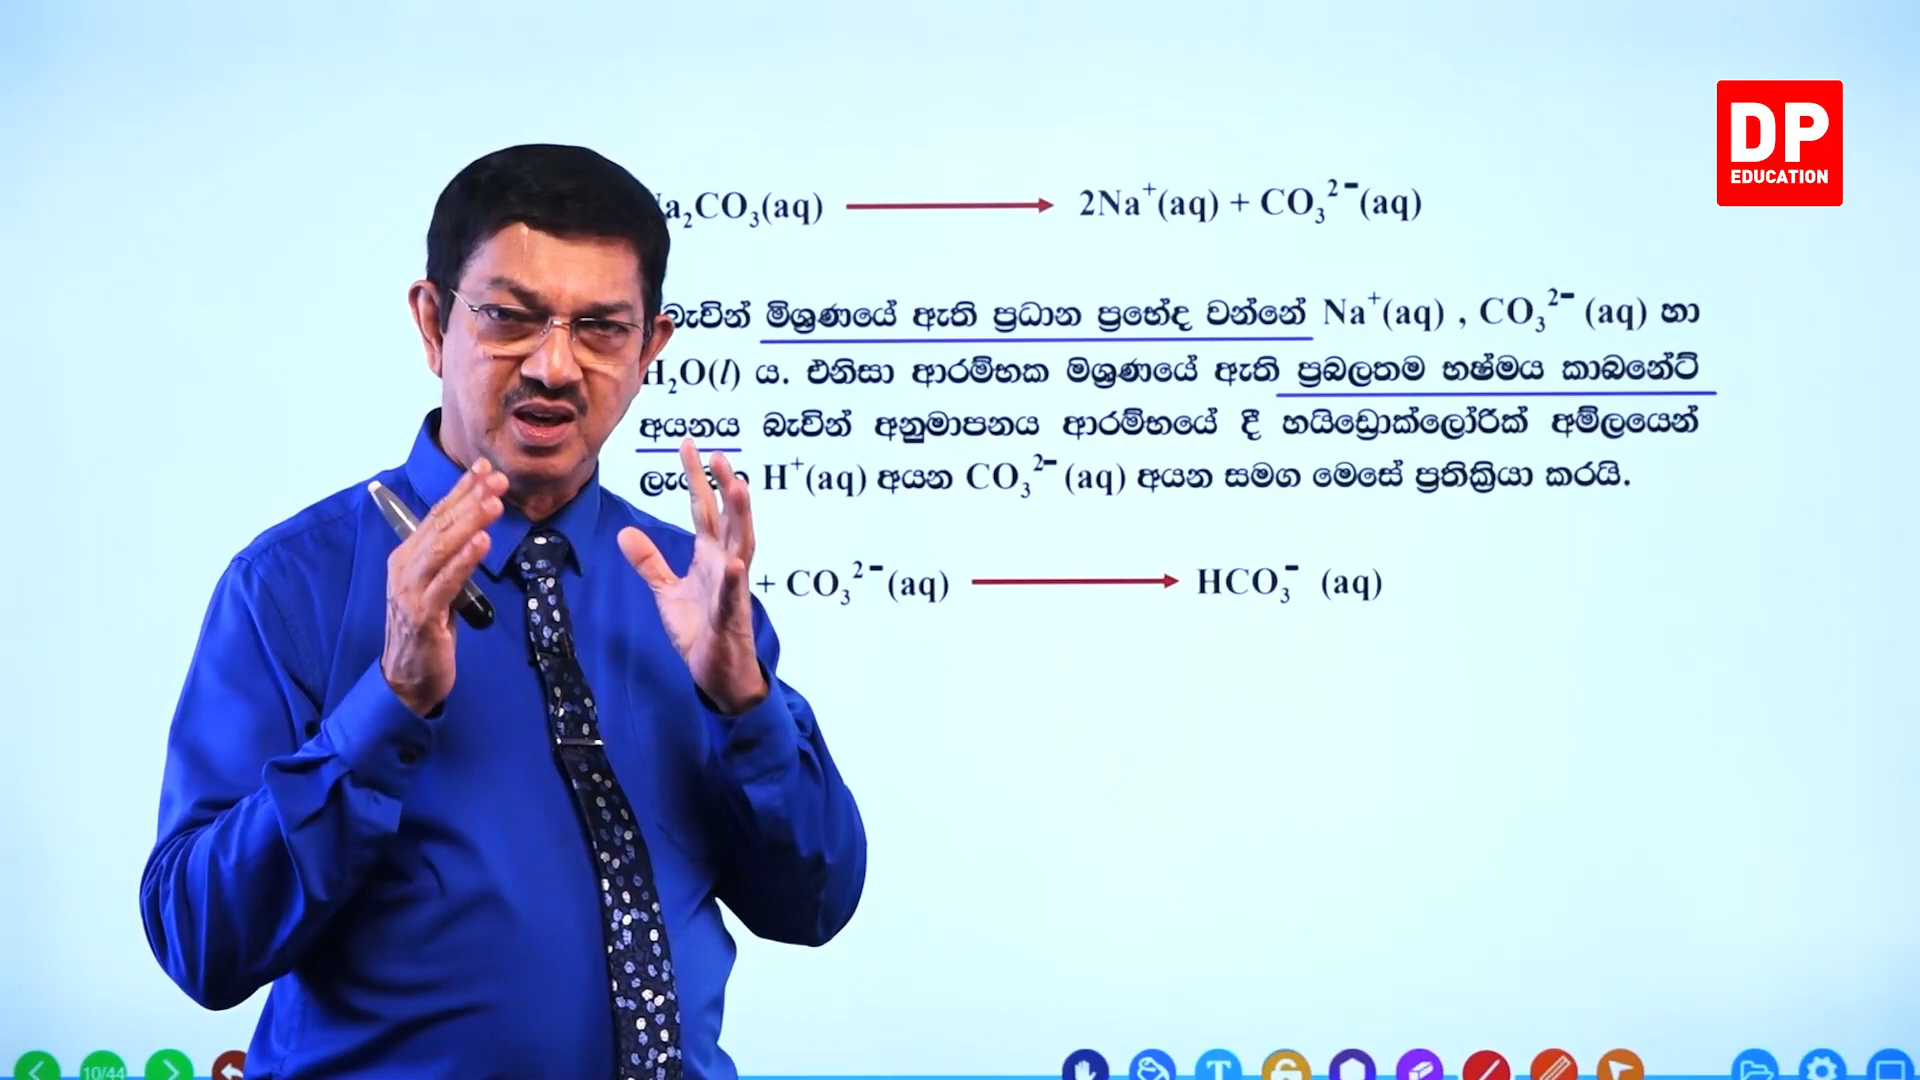 DP
EDUCATION
a₂CO₃(aq) → 2Na⁺(aq) + CO₃²⁻(aq)
බැවින් මිශ්‍රණයේ ඇති ප්‍රධාන ප්‍රභේද වන්නේ Na⁺(aq) , CO₃²⁻ (aq) හා
H₂O(l) ය. එනිසා ආරම්භක මිශ්‍රණයේ ඇති ප්‍රබලතම භෂ්මය කාබනේට්
අයනය බැවින් අනුමාපනය ආරම්භයේ දී හයිඩ්‍රොක්ලෝරික් අම්ලයෙන්
H⁺(aq) අයන CO₃²⁻ (aq) අයන සමග මෙසේ ප්‍රතික්‍රියා කරයි.
+ CO₃²⁻(aq) → HCO₃⁻ (aq)
10/44